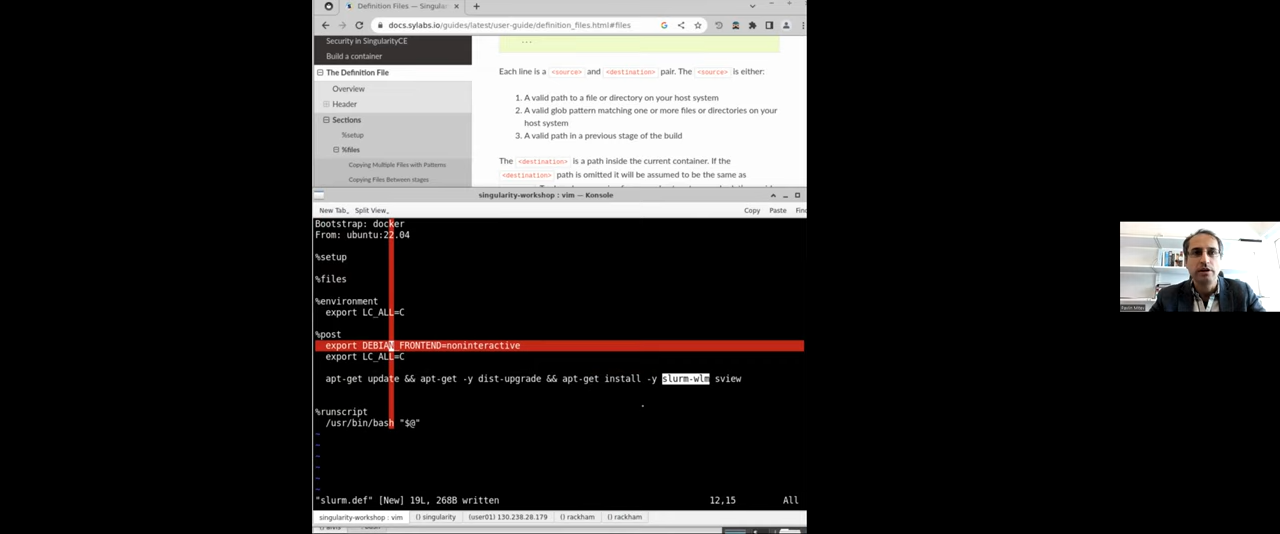 Definition Files — Singular
docs.sylabs.io/guides/latest/user-guide/definition_files.html#files
Security in SingularityCE
Build a container
The Definition File
Overview
Header
Sections
%setup
%files
Copying Multiple Files with Patterns
Copying Files Between stages
...
Each line is a <source> and <destination> pair. The <source> is either:
1. A valid path to a file or directory on your host system
2. A valid glob pattern matching one or more files or directories on your
host system
3. A valid path in a previous stage of the build
The <destination> is a path inside the current container. If the
<destination> path is omitted it will be assumed to be the same as
singularity-workshop : vim — Konsole
New Tab Split View Copy Paste Find
Bootstrap: docker
From: ubuntu:22.04
%setup
%files
%environment
export LC_ALL=C
%post
export DEBIAN_FRONTEND=noninteractive
export LC_ALL=C
apt-get update && apt-get -y dist-upgrade && apt-get install -y slurm-wlm sview
%runscript
/usr/bin/bash "$@"
~
~
~
~
~
~
"slurm.def" [New] 19L, 268B written 12,15 All
singularity-workshop : vim () singularity (user01) 130.238.28.179 () rackham () rackham